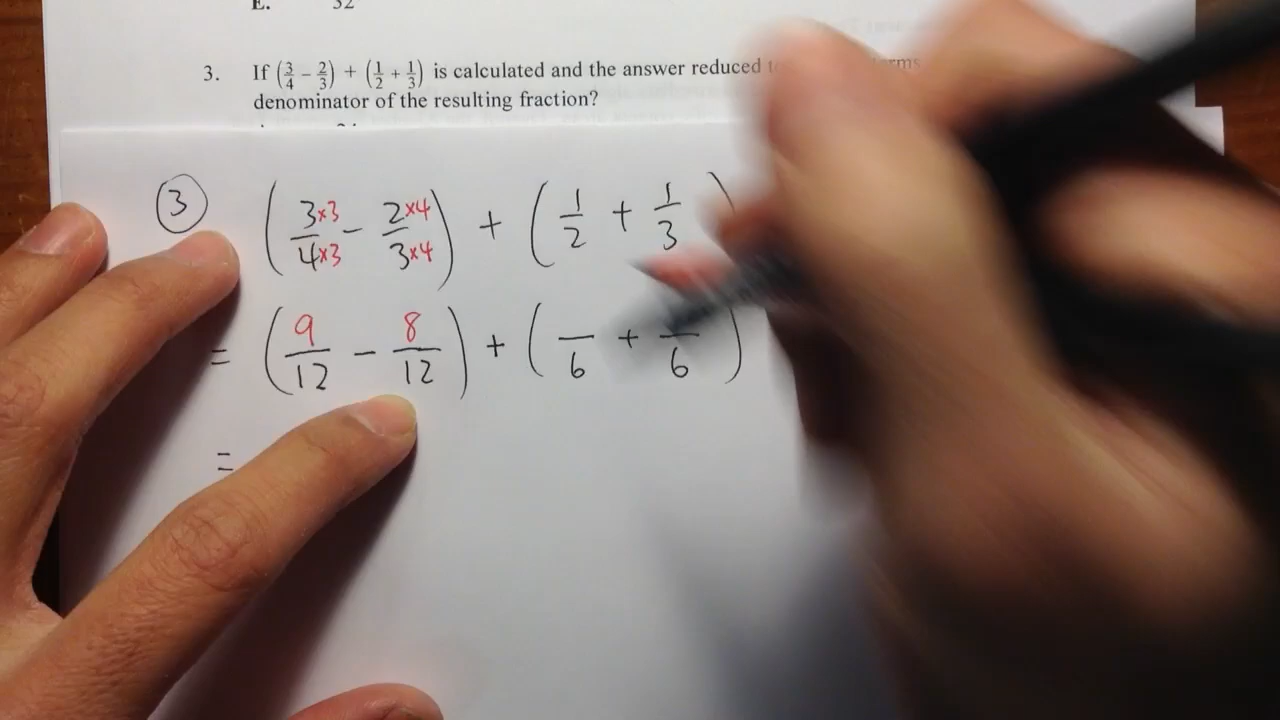 E. 32
3. If (3/4 − 2/3) + (1/2 + 1/3) is calculated and the answer reduced
denominator of the resulting fraction?
3 ( 3×3/4×3 − 2×4/3×4 ) + ( 1/2 + 1/3 )
= ( 9/12 − 8/12 ) + ( /6 + /6 )
=